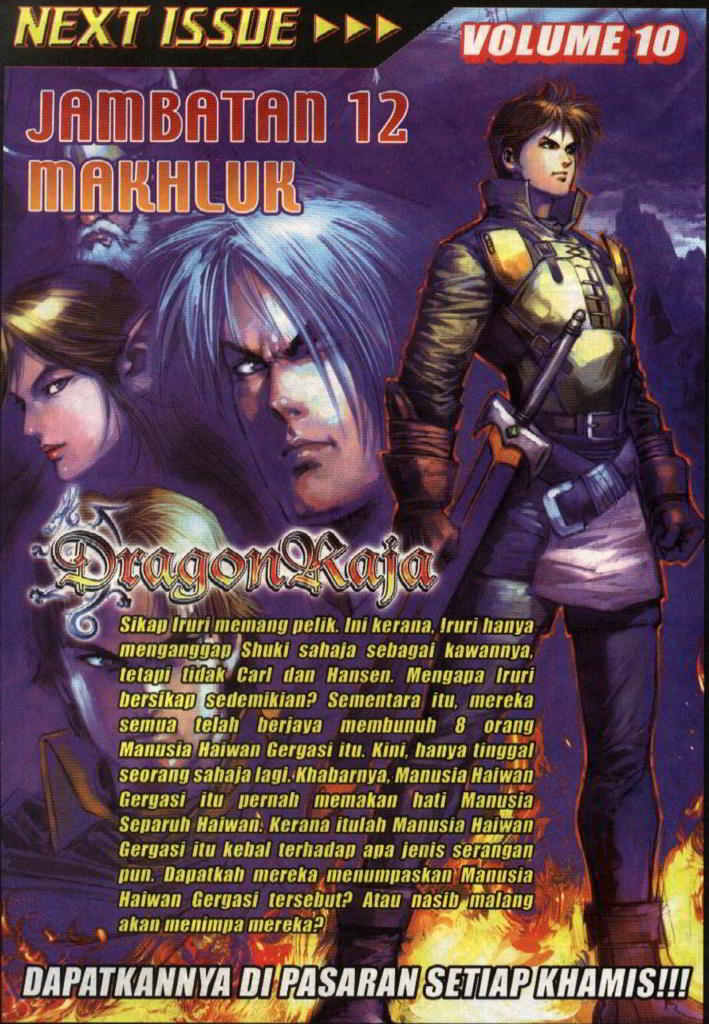 NEXT ISSUE
VOLUME 10
JAMBATAN 12
MAKHLUK
DragonRaja
Sikap Iruri memang pelik. Ini kerana, Iruri hanya
menganggap Shuki sahaja sebagai kawannya,
tetapi tidak Carl dan Hansen. Mengapa Iruri
bersikap sedemikian? Sementara itu, mereka
semua telah berjaya membunuh 8 orang
Manusia Haiwan Gergasi itu. Kini, hanya tinggal
seorang sahaja lagi. Khabarnya, Manusia Haiwan
Gergasi itu pernah memakan hati Manusia
Separuh Haiwan. Kerana itulah Manusia Haiwan
Gergasi itu kebal terhadap apa jenis serangan
pun. Dapatkah mereka menumpaskan Manusia
Haiwan Gergasi tersebut? Atau nasib malang
akan menimpa mereka?
DAPATKANNYA DI PASARAN SETIAP KHAMIS!!!